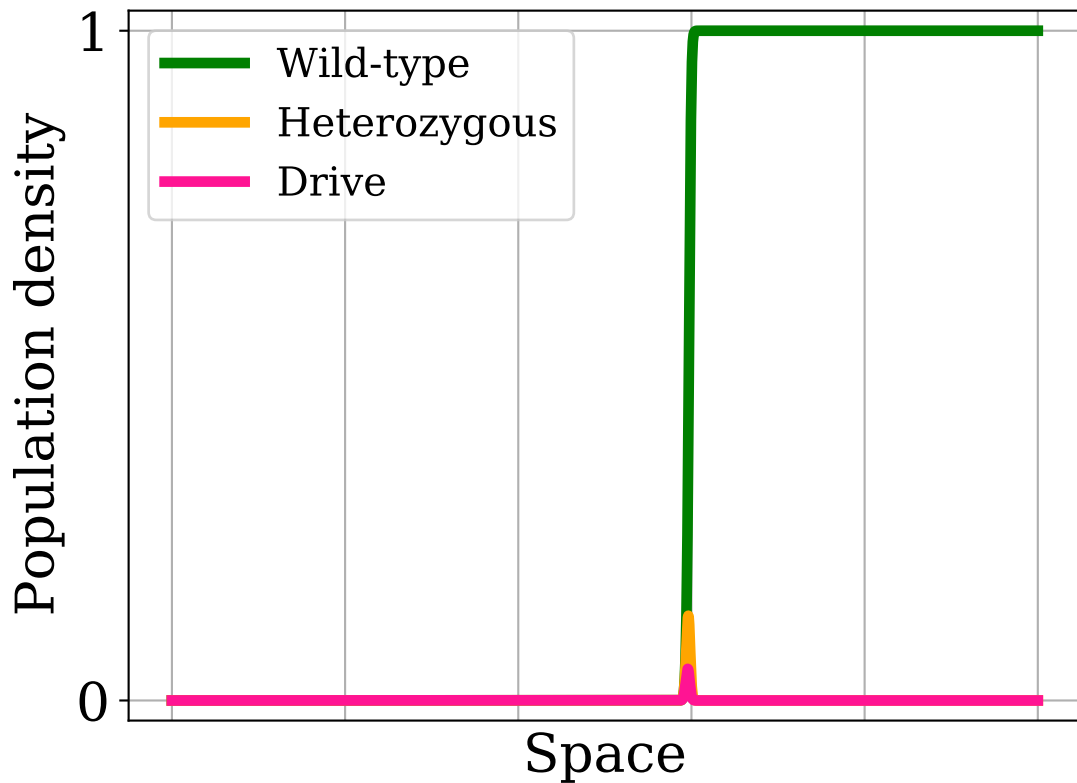 1
Wild-type
Heterozygous
Drive
Population density
0
Space